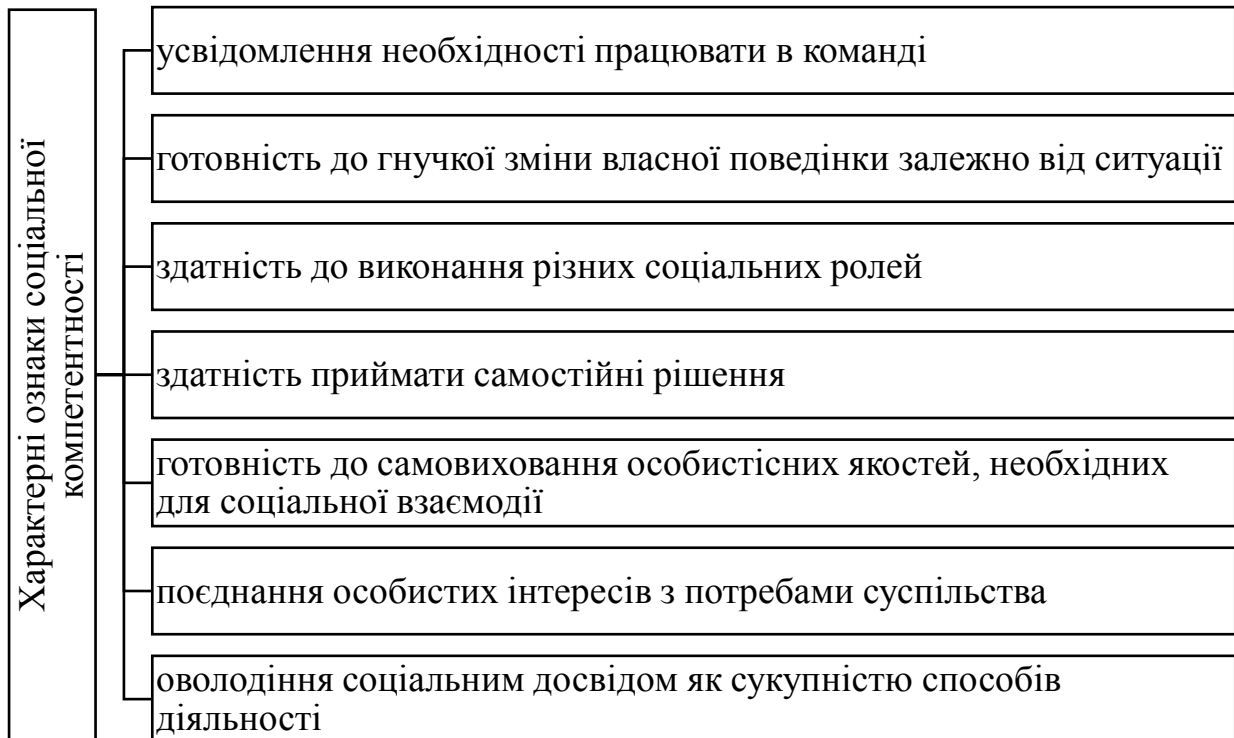 Характерні ознаки соціальної
компетентності
усвідомлення необхідності працювати в команді
готовність до гнучкої зміни власної поведінки залежно від ситуації
здатність до виконання різних соціальних ролей
здатність приймати самостійні рішення
готовність до самовиховання особистісних якостей, необхідних
для соціальної взаємодії
поєднання особистих інтересів з потребами суспільства
оволодіння соціальним досвідом як сукупністю способів
діяльності